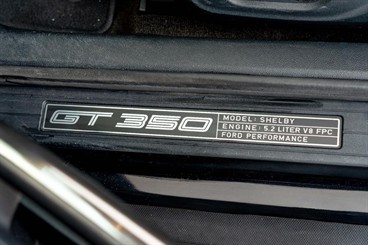 GT 350
MODEL: SHELBY
ENGINE: 5.2 LITER V8 FPC
FORD PERFORMANCE